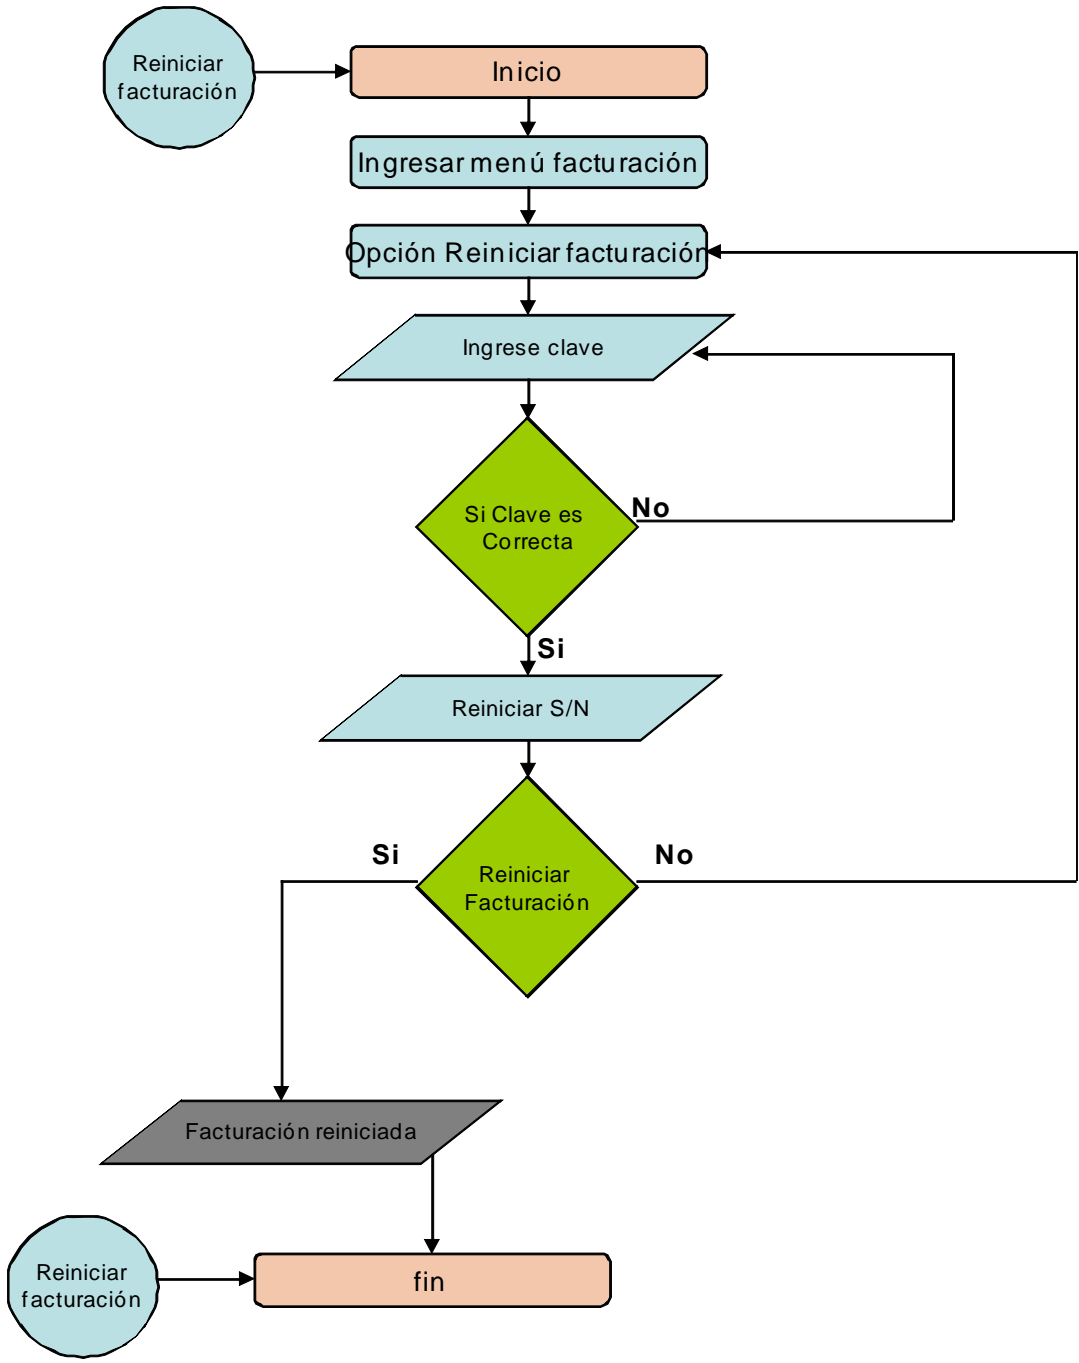 Reiniciar
facturación
Inicio
Ingresar menú facturación
Opción Reiniciar facturación
Ingrese clave
Si Clave es
Correcta
No
Si
Reiniciar S/N
Si
No
Reiniciar
Facturación
Facturación reiniciada
Reiniciar
facturación
fin